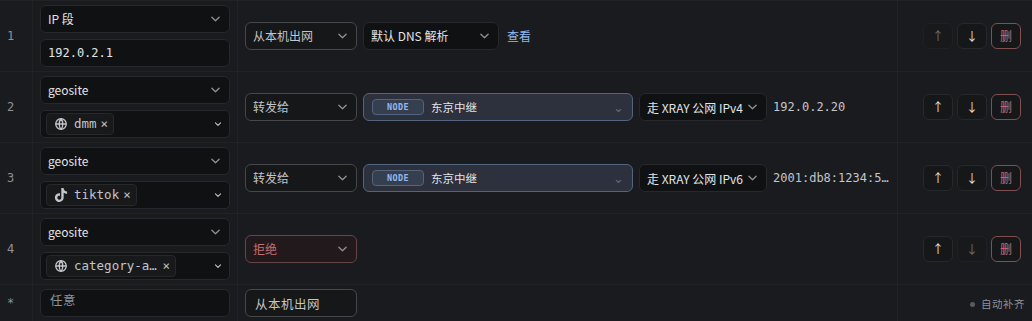 1 IP 段 从本机出网 默认 DNS 解析 查看 ↑ ↓ 删
192.0.2.1
2 geosite 转发给 NODE 东京中继 走 XRAY 公网 IPv4 192.0.2.20 ↑ ↓ 删
dmm ×
3 geosite 转发给 NODE 东京中继 走 XRAY 公网 IPv6 2001:db8:1234:5… ↑ ↓ 删
tiktok ×
4 geosite 拒绝 ↑ ↓ 删
category-a… ×
* 任意 从本机出网 自动补齐